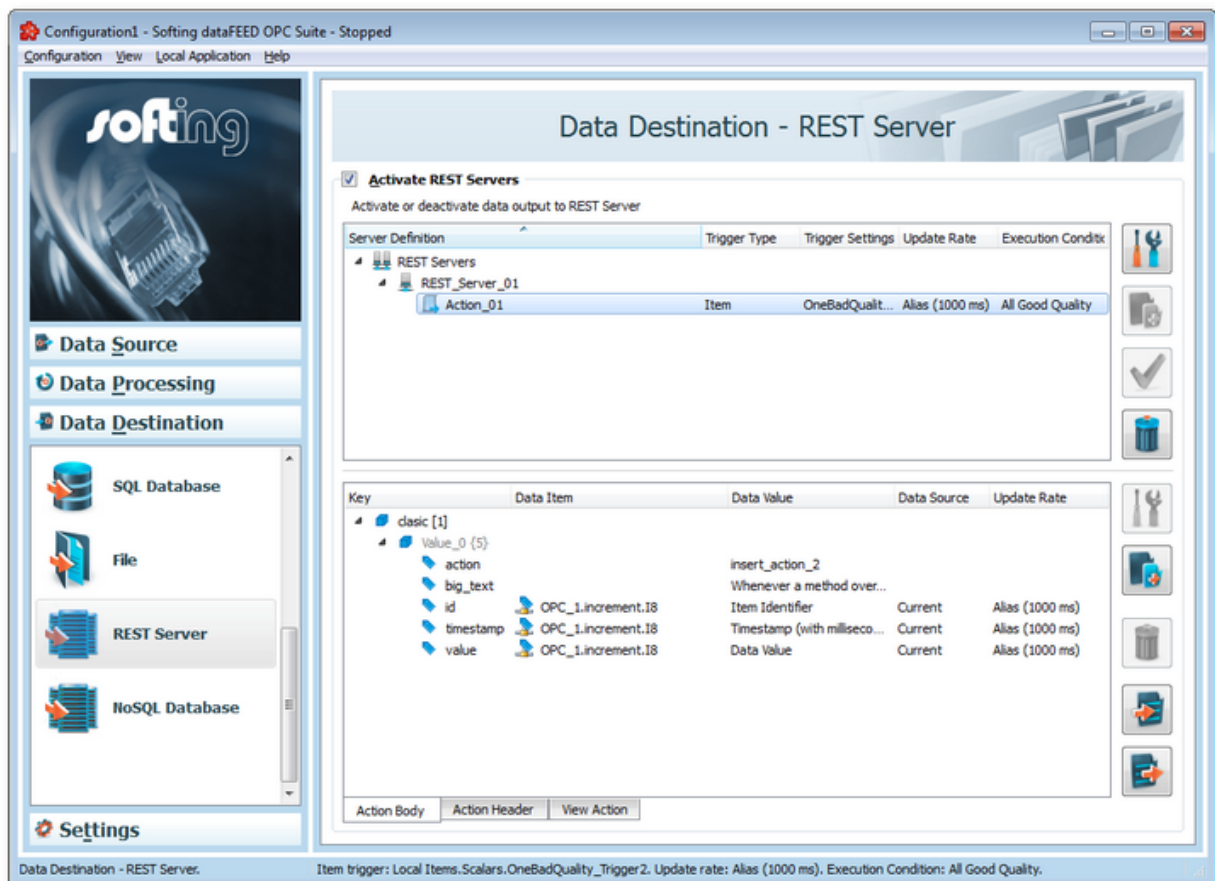 Configuration1 - Softing dataFEED OPC Suite - Stopped
Configuration View Local Application Help
softing
Data Source
Data Processing
Data Destination
SQL Database
File
REST Server
NoSQL Database
Settings
Data Destination - REST Server
Activate REST Servers
Activate or deactivate data output to REST Server
Server Definition Trigger Type Trigger Settings Update Rate Execution Conditic
REST Servers
REST_Server_01
Action_01 Item OneBadQualit... Alias (1000 ms) All Good Quality
Key Data Item Data Value Data Source Update Rate
clasic [1]
Value_0 {5}
action insert_action_2
big_text Whenever a method over...
id OPC_1.increment.I8 Item Identifier Current Alias (1000 ms)
timestamp OPC_1.increment.I8 Timestamp (with milliseco... Current Alias (1000 ms)
value OPC_1.increment.I8 Data Value Current Alias (1000 ms)
Action Body Action Header View Action
Data Destination - REST Server. Item trigger: Local Items.Scalars.OneBadQuality_Trigger2. Update rate: Alias (1000 ms). Execution Condition: All Good Quality.